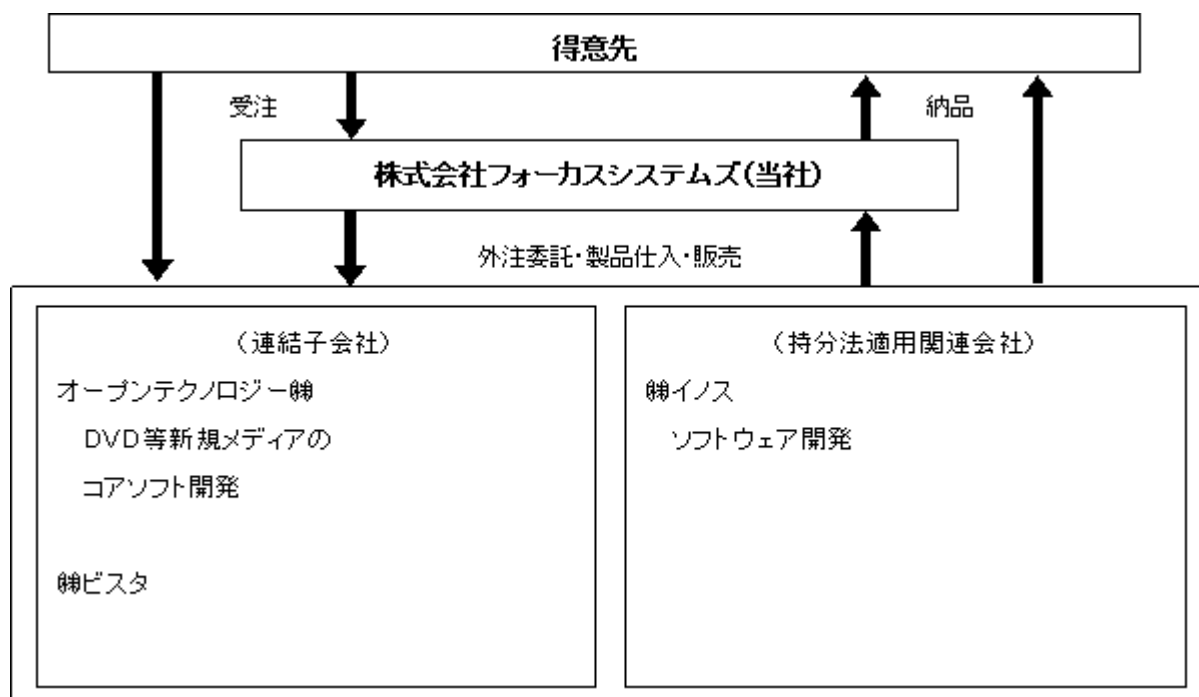 得意先
受注
納品
株式会社フォーカスシステムズ(当社)
外注委託・製品仕入・販売
(連結子会社)
オープンテクノロジー㈱
DVD等新規メディアの
コアソフト開発
㈱ビスタ
(持分法適用関連会社)
㈱イノス
ソフトウェア開発